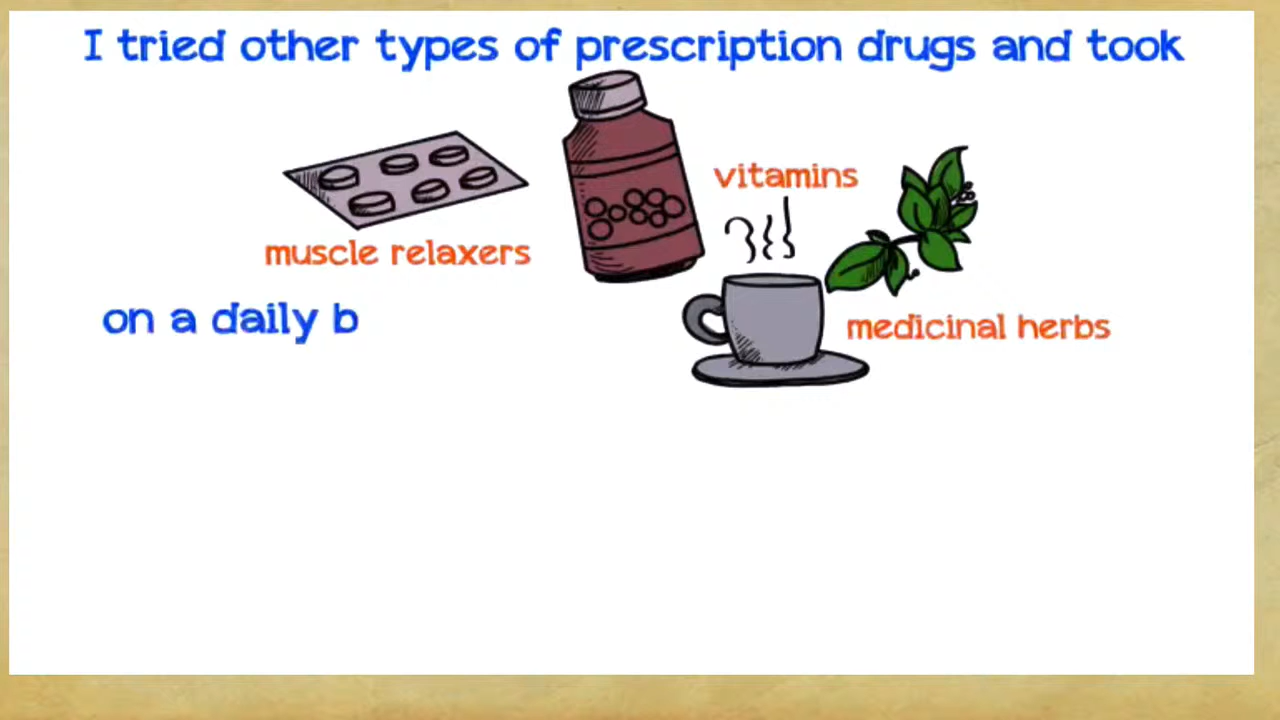 I tried other types of prescription drugs and took
vitamins
muscle relaxers
on a daily b
medicinal herbs